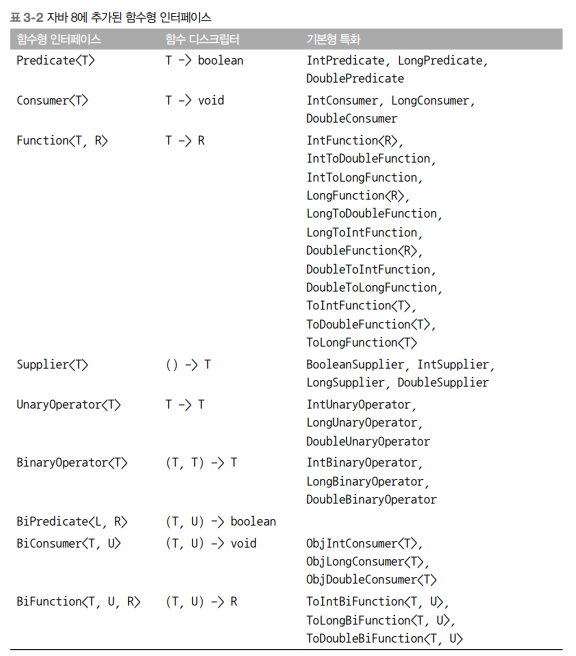 표 3-2 자바 8에 추가된 함수형 인터페이스
함수형 인터페이스 함수 디스크립터 기본형 특화
Predicate<T> T -> boolean IntPredicate, LongPredicate,
DoublePredicate
Consumer<T> T -> void IntConsumer, LongConsumer,
DoubleConsumer
Function<T, R> T -> R IntFunction<R>,
IntToDoubleFunction,
IntToLongFunction,
LongFunction<R>,
LongToDoubleFunction,
LongToIntFunction,
DoubleFunction<R>,
DoubleToIntFunction,
DoubleToLongFunction,
ToIntFunction<T>,
ToDoubleFunction<T>,
ToLongFunction<T>
Supplier<T> () -> T BooleanSupplier, IntSupplier,
LongSupplier, DoubleSupplier
UnaryOperator<T> T -> T IntUnaryOperator,
LongUnaryOperator,
DoubleUnaryOperator
BinaryOperator<T> (T, T) -> T IntBinaryOperator,
LongBinaryOperator,
DoubleBinaryOperator
BiPredicate<L, R> (T, U) -> boolean
BiConsumer<T, U> (T, U) -> void ObjIntConsumer<T>,
ObjLongConsumer<T>,
ObjDoubleConsumer<T>
BiFunction<T, U, R> (T, U) -> R ToIntBiFunction<T, U>,
ToLongBiFunction<T, U>,
ToDoubleBiFunction<T, U>